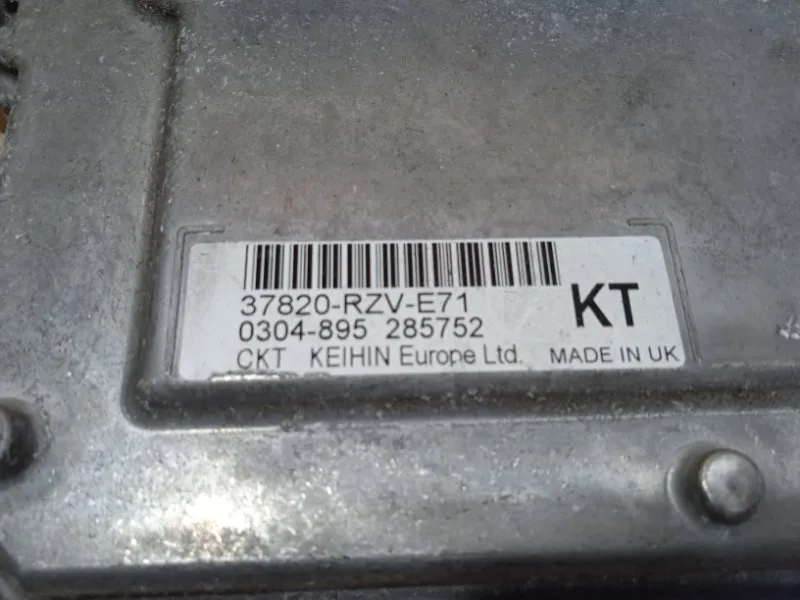 37820-RZV-E71
KT
0304-895 285752
CKT KEIHIN Europe Ltd. MADE IN UK